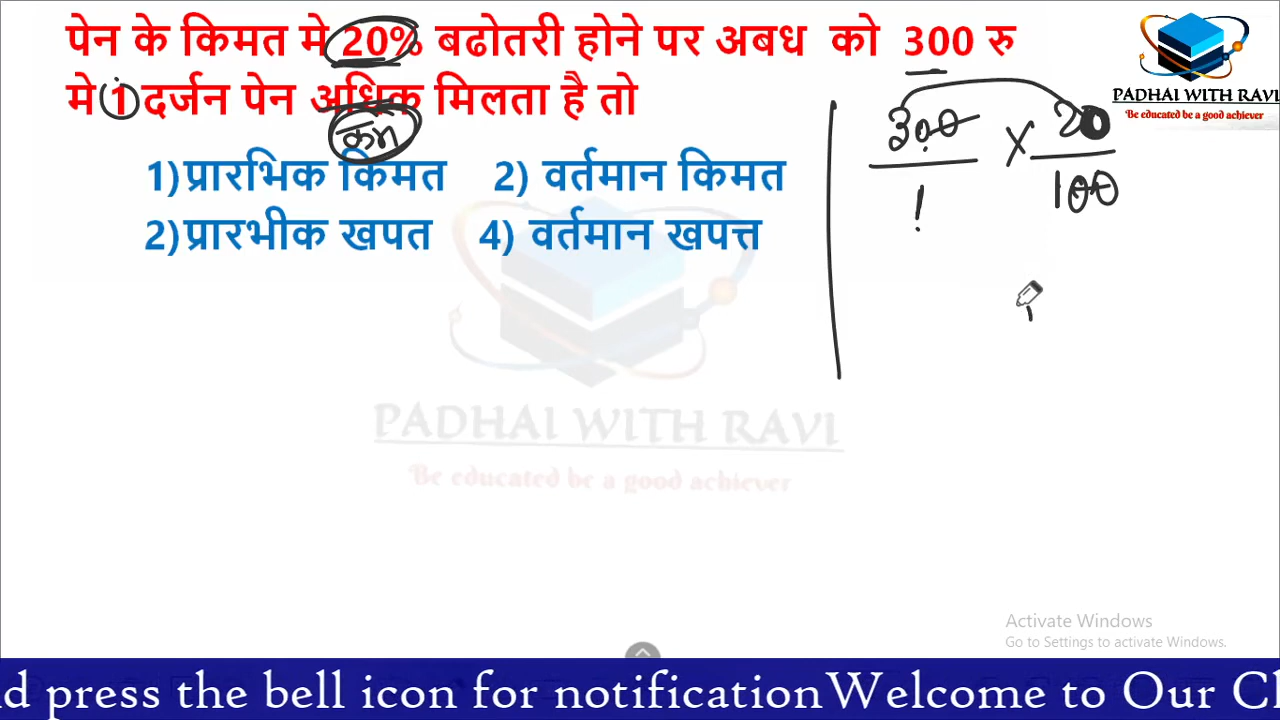 पेन के किमत मे 20% बढोतरी होने पर अबध को 300 रु
मे 1 दर्जन पेन अधिक मिलता है तो
कम
1)प्रारभिक किमत 2) वर्तमान किमत
2)प्रारभीक खपत 4) वर्तमान खपत्त
300 x 20
1 100
PADHAI WITH RAVI
Be educated be a good achiever
PADHAI WITH RAVI
Be educated be a good achiever
Activate Windows
Go to Settings to activate Windows.
nd press the bell icon for notificationWelcome to Our Cl